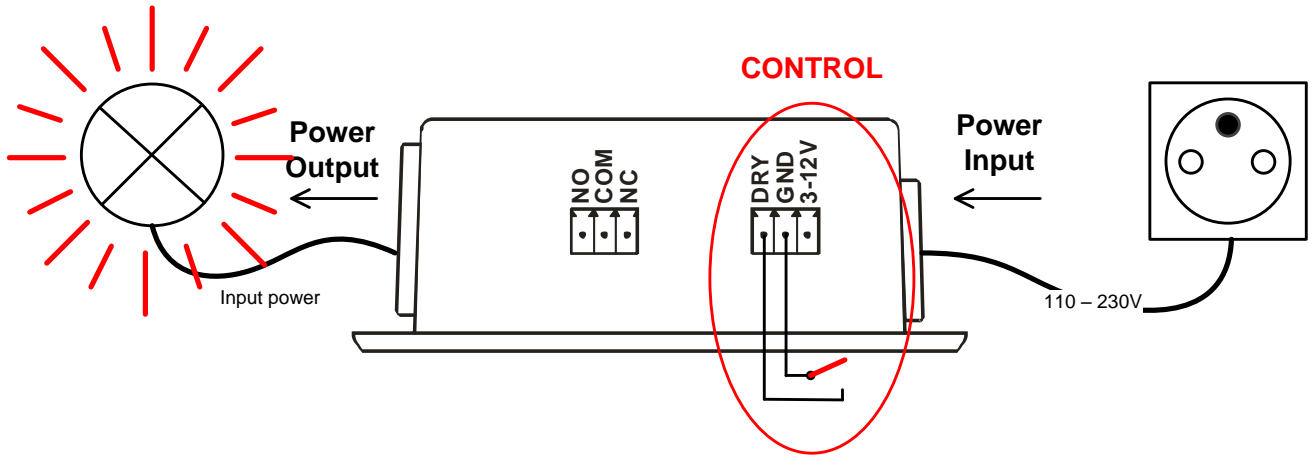 CONTROL
Power
Output
Power
Input
NO
COM
NC
DRY
GND
3-12V
Input power
110 – 230V